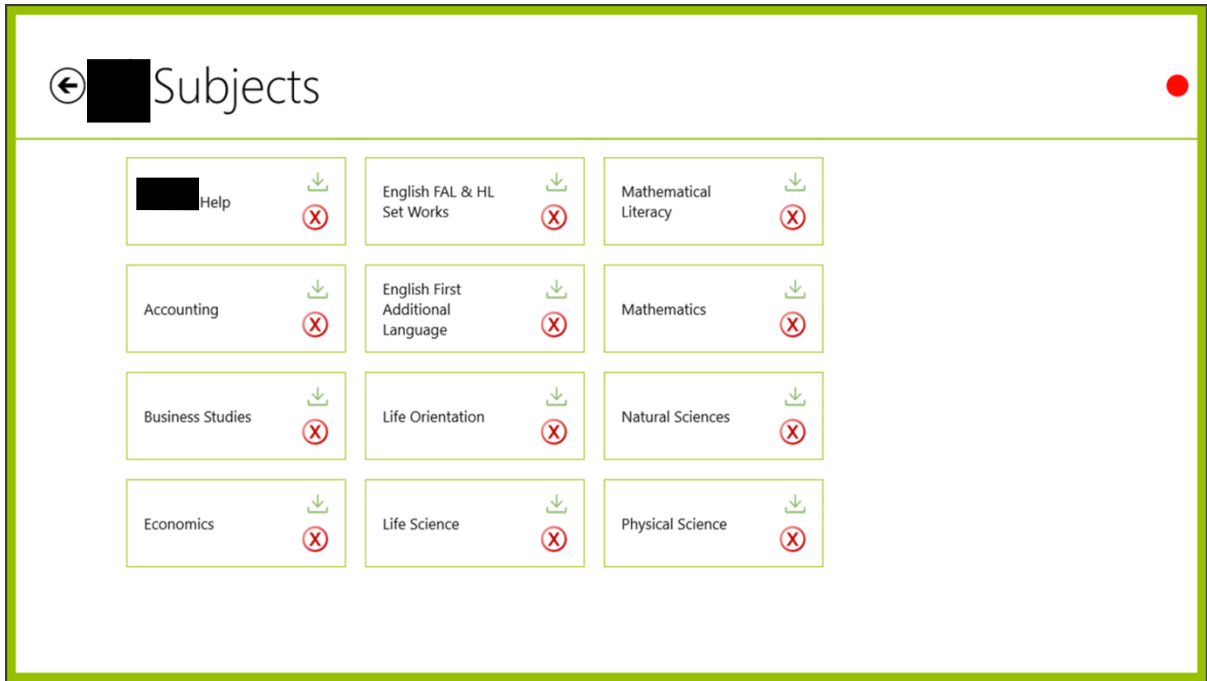 Subjects
Help
English FAL & HL
Set Works
Mathematical
Literacy
Accounting
English First
Additional
Language
Mathematics
Business Studies
Life Orientation
Natural Sciences
Economics
Life Science
Physical Science